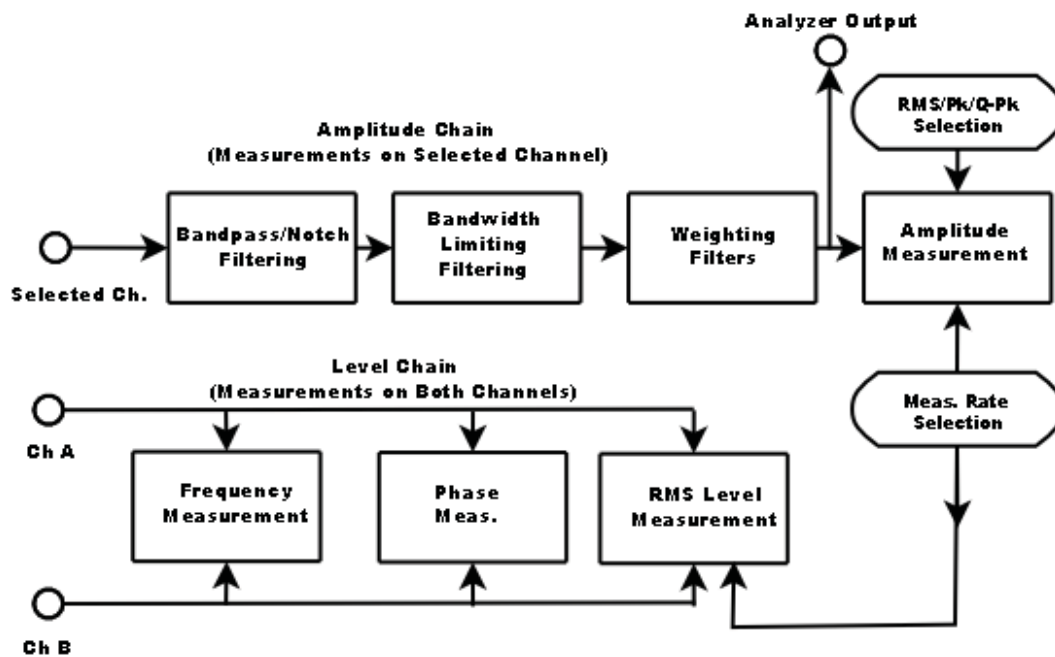 Analyzer Output
RMS/Pk/Q-Pk
Selection
Amplitude Chain
(Measurements on Selected Channel)
Bandpass/Notch
Filtering
Bandwidth
Limiting
Filtering
Weighting
Filters
Amplitude
Measurement
Selected Ch.
Level Chain
(Measurements on Both Channels)
Meas. Rate
Selection
Ch A
Frequency
Measurement
Phase
Meas.
RMS Level
Measurement
Ch B